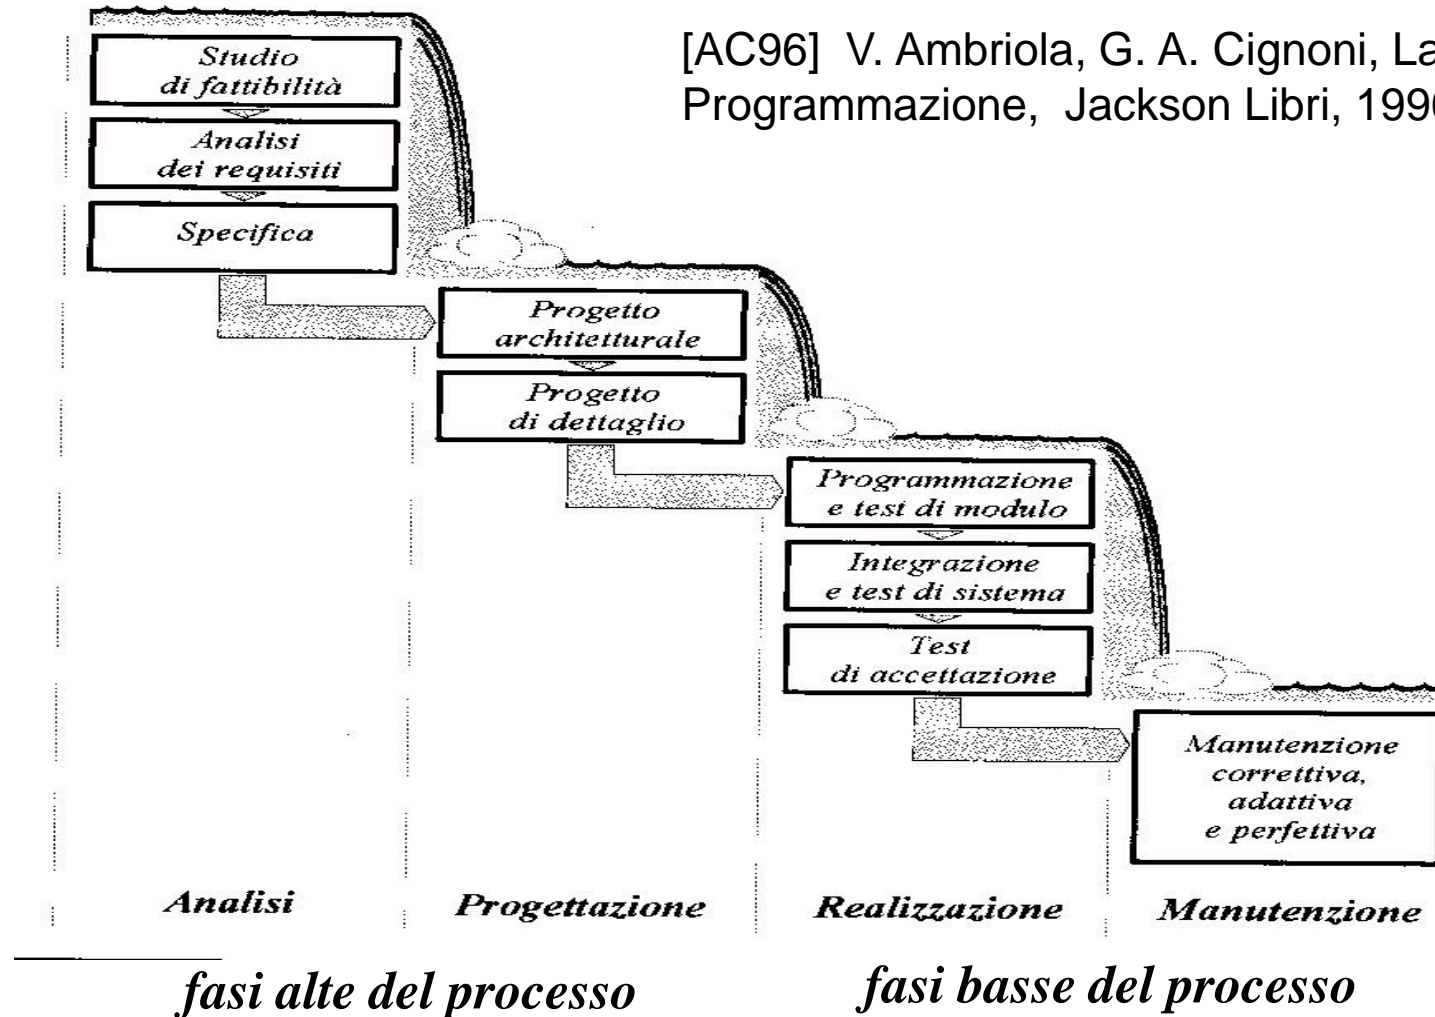 [AC96] V. Ambriola, G. A. Cignoni, La
Programmazione, Jackson Libri, 199
Studio
di fattibilità
Analisi
dei requisiti
Specifica
Progetto
architetturale
Progetto
di dettaglio
Programmazione
e test di modulo
Integrazione
e test di sistema
Test
di accettazione
Manutenzione
correttiva,
adattiva
e perfettiva
Analisi
Progettazione
Realizzazione
Manutenzione
fasi alte del processo
fasi basse del processo